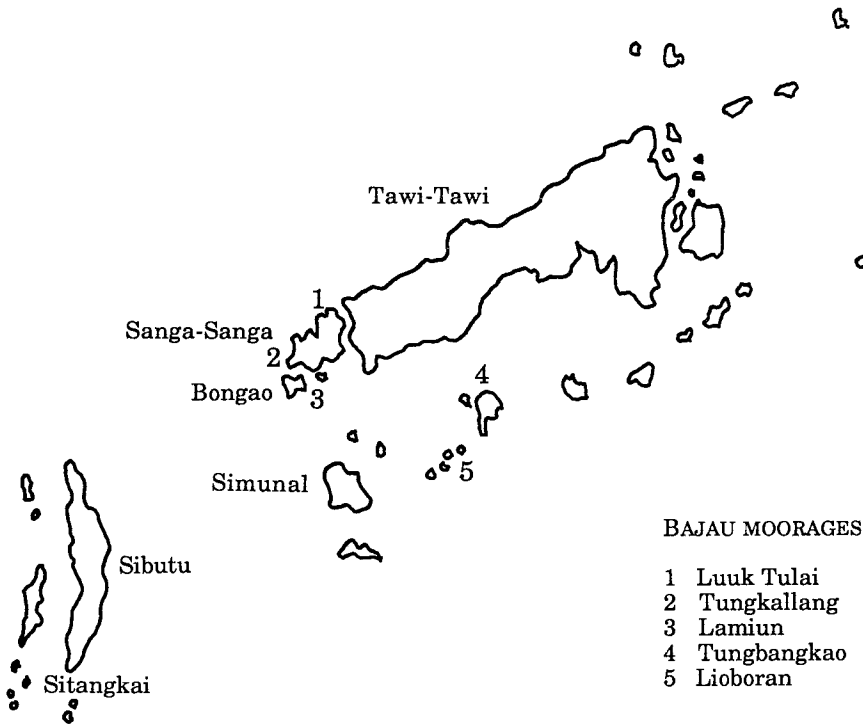 Tawi-Tawi
1
Sanga-Sanga
2
Bongao
3
4
5
Simunal
Sibutu
Sitangkai
BAJAU MOORAGES
1 Luuk Tulai
2 Tungkallang
3 Lamiun
4 Tungbangkao
5 Lioboran